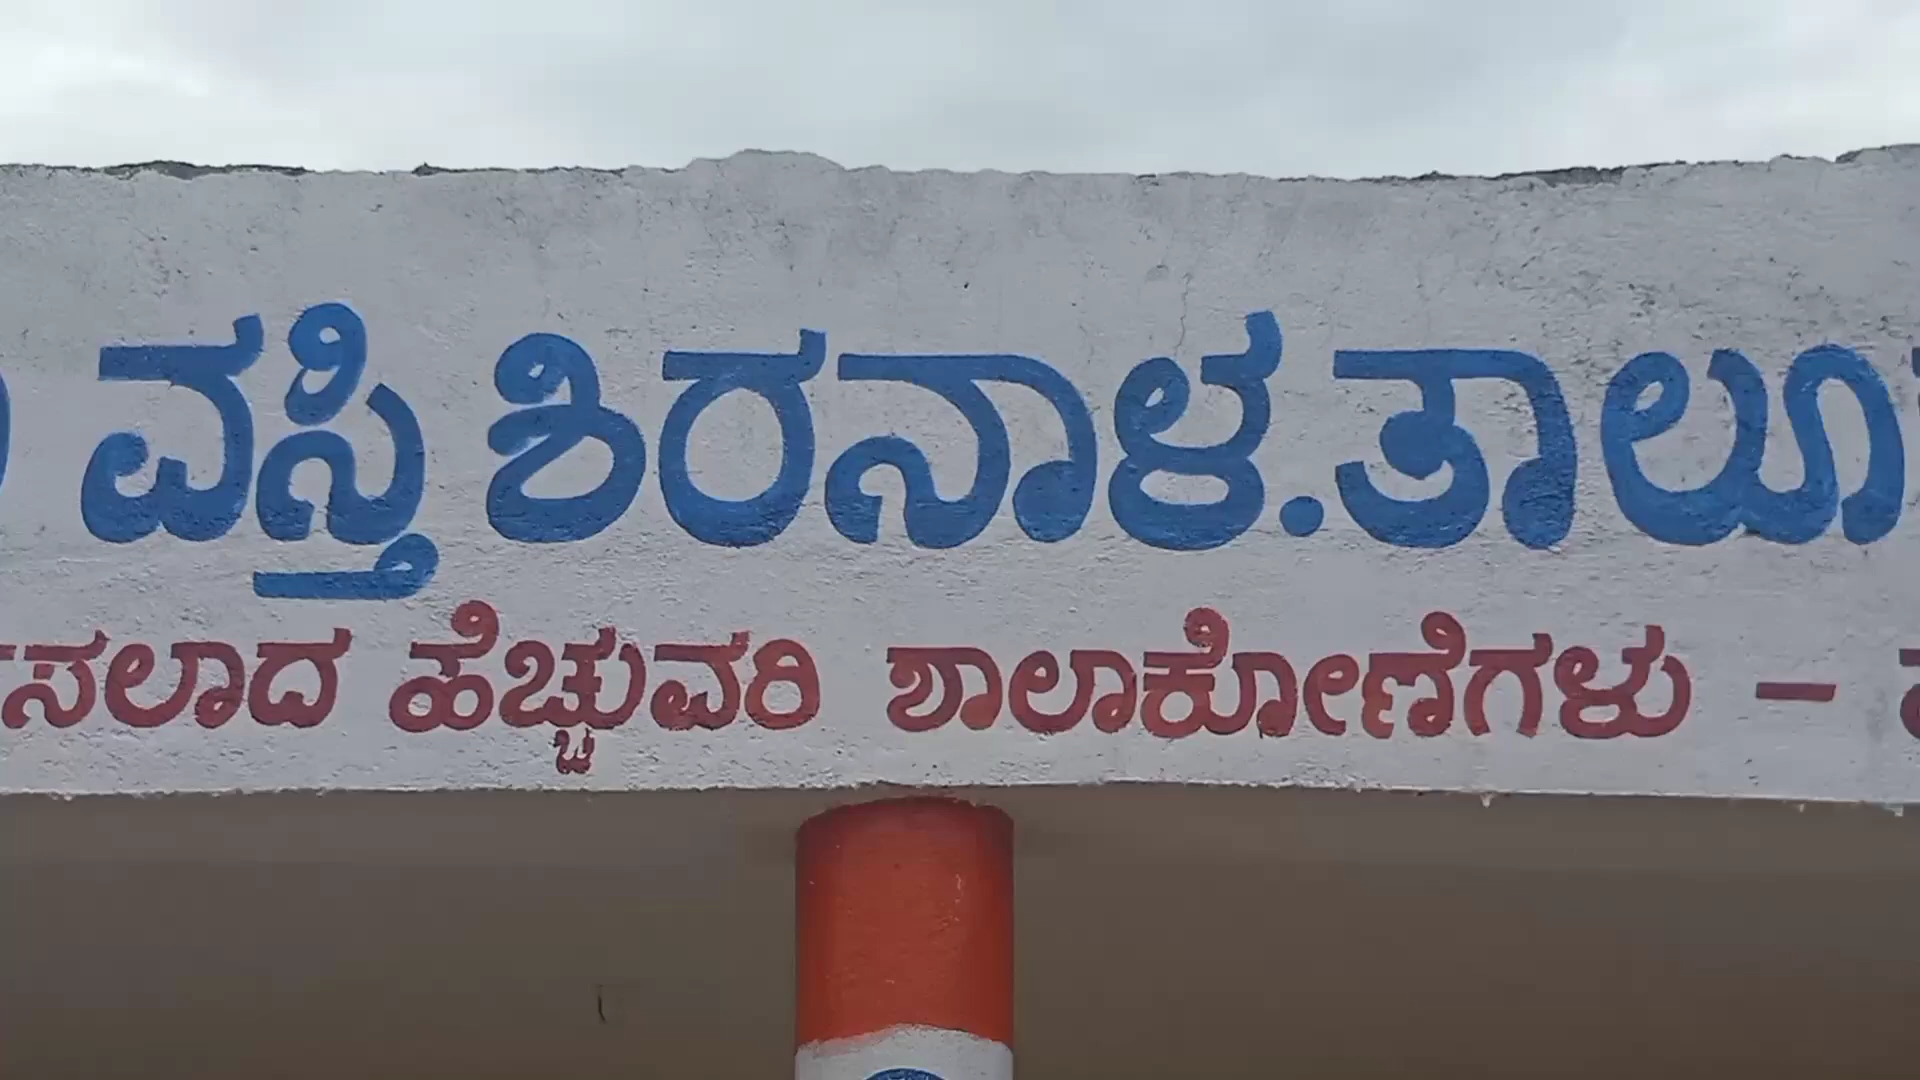 ವಸ್ತಿ ಶಿರನಾಳ.ತಾಲೂ
ಸಲಾದ ಹೆಚ್ಚುವರಿ ಶಾಲಾಕೋಣೆಗಳು –